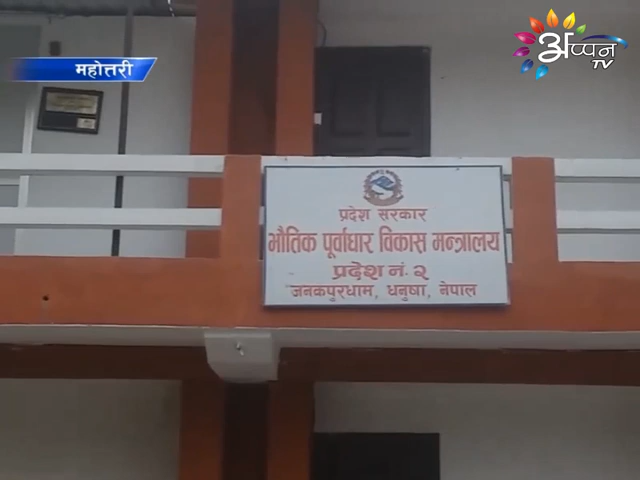 महोत्तरी
अप्पन
TV
प्रदेश सरकार
भौतिक पूर्वाधार विकास मन्त्रालय
प्रदेश नं. २
जनकपुरधाम, धनुषा, नेपाल